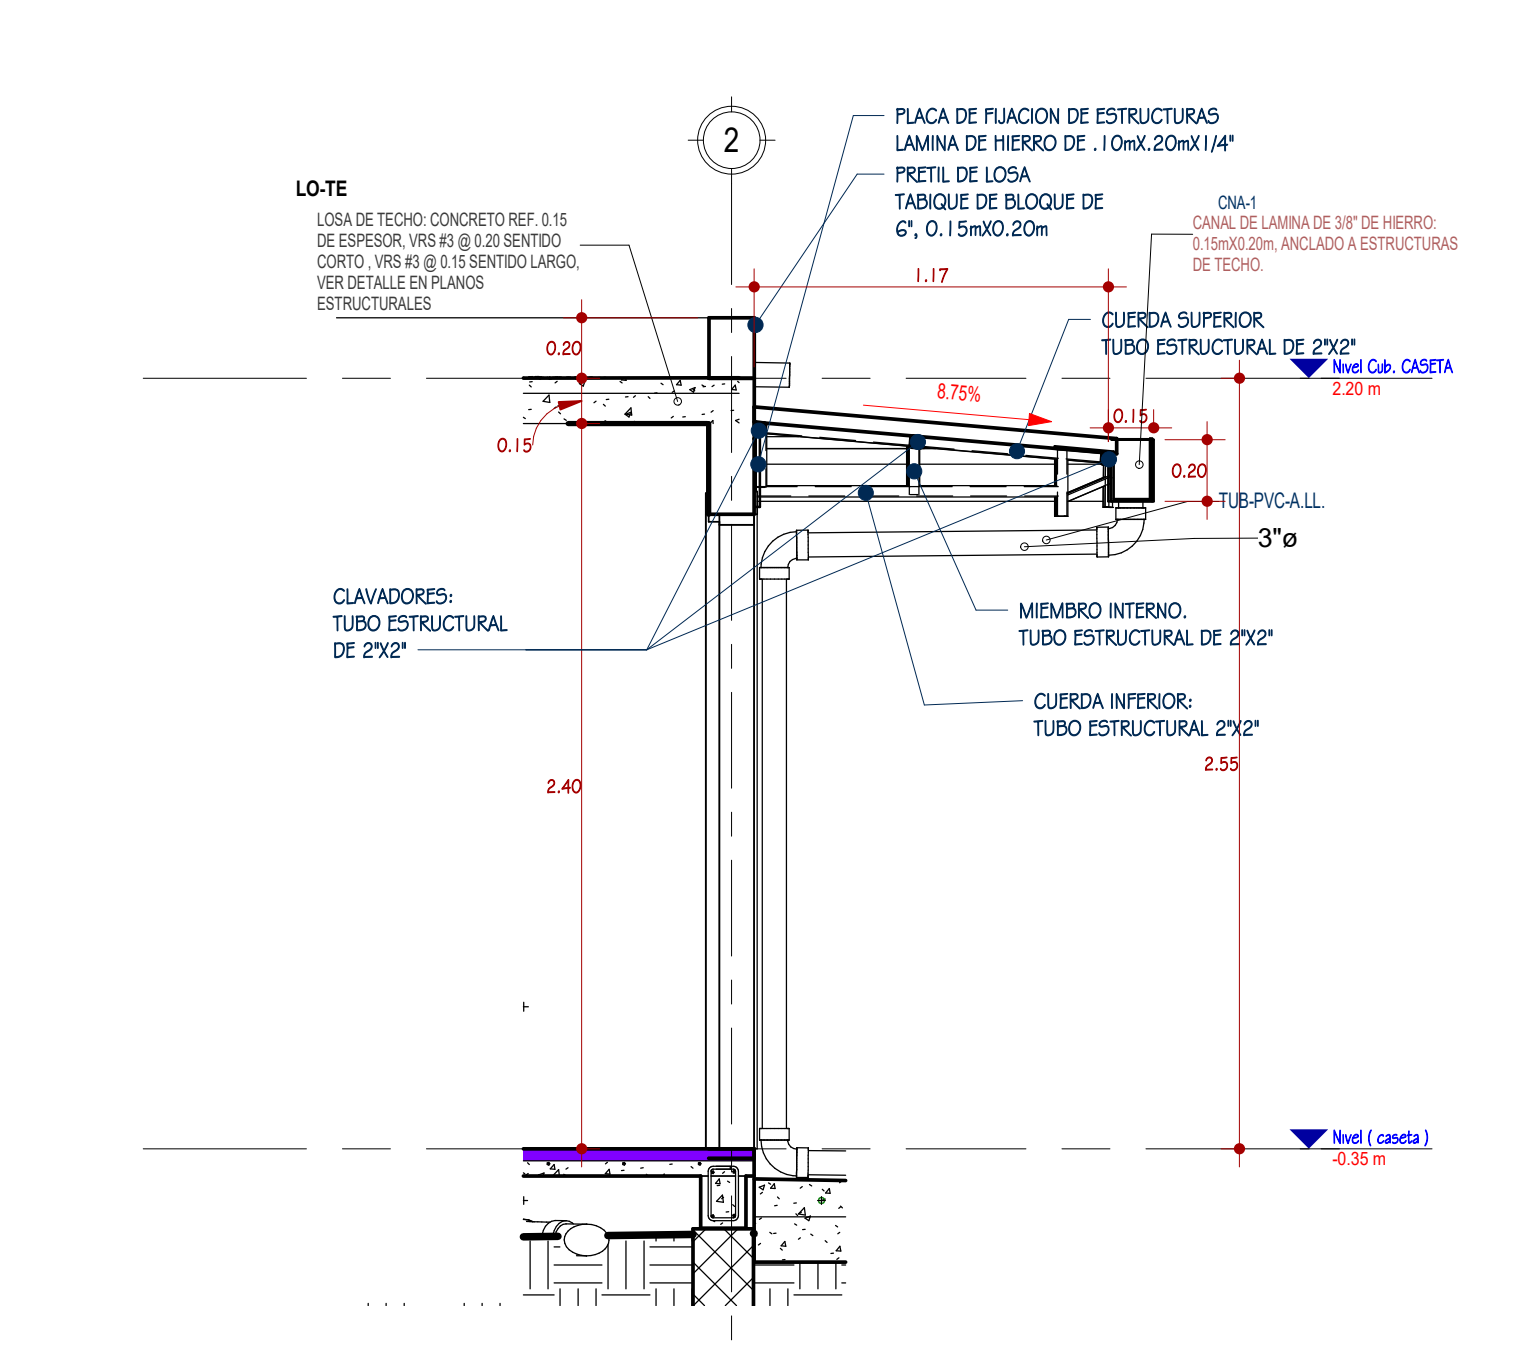 PLACA DE FIJACION DE ESTRUCTURAS
LAMINA DE HIERRO DE .10mX.20mX1/4"
2
PRETIL DE LOSA
TABIQUE DE BLOQUE DE
6", 0.15mX0.20m
LO-TE
LOSA DE TECHO: CONCRETO REF. 0.15
DE ESPESOR, VRS #3 @ 0.20 SENTIDO
CORTO , VRS #3 @ 0.15 SENTIDO LARGO,
VER DETALLE EN PLANOS
ESTRUCTURALES
CNA-1
CANAL DE LAMINA DE 3/8" DE HIERRO:
0.15mX0.20m, ANCLADO A ESTRUCTURAS
DE TECHO.
1.17
CUERDA SUPERIOR
TUBO ESTRUCTURAL DE 2"X2"
0.20
Nivel Cub. CASETA
2.20 m
8.75%
0.15
0.15
0.20
TUB-PVC-A.LL.
3"ø
CLAVADORES:
TUBO ESTRUCTURAL
DE 2"X2"
MIEMBRO INTERNO.
TUBO ESTRUCTURAL DE 2"X2"
CUERDA INFERIOR:
TUBO ESTRUCTURAL 2"X2"
2.55
2.40
Nivel ( caseta )
-0.35 m